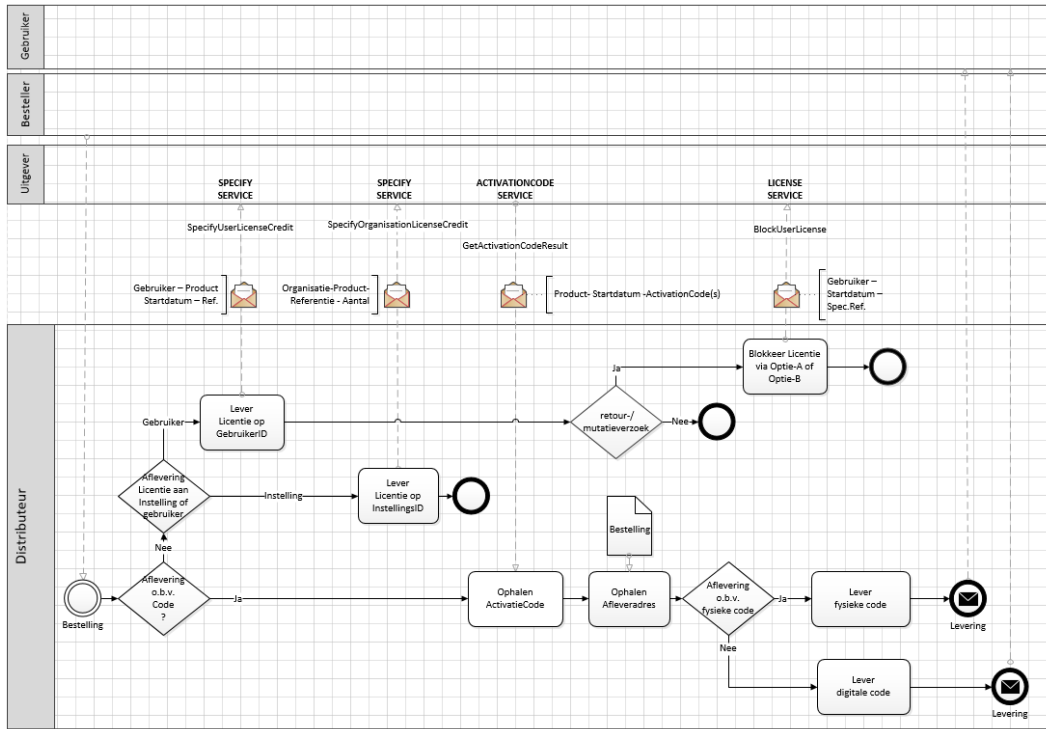 Gebruiker
Besteller
Uitgever
SPECIFY
SERVICE
SPECIFY
SERVICE
ACTIVATIONCODE
SERVICE
LICENSE
SERVICE
SpecifyUserLicenseCredit
SpecifyOrganisationLicenseCredit
GetActivationCodeResult
BlockUserLicense
Gebruiker – Product
Startdatum – Ref.
Organisatie-Product-
Referentie - Aantal
Product- Startdatum -ActivationCode(s)
Gebruiker –
Startdatum –
Spec.Ref.
Distributeur
Blokkeer Licentie
via Optie-A of
Optie-B
Ja
Lever
Licentie op
GebruikerID
Gebruiker
retour-/
mutatieverzoek
Nee
Aflevering
Licentie aan
Instelling of
gebruiker
Instelling
Lever
Licentie op
InstellingsID
Bestelling
Nee
Bestelling
Aflevering
o.b.v.
Code
?
Ja
Ophalen
ActivatieCode
Ophalen
Afleveradres
Aflevering
o.b.v.
fysieke code
Ja
Lever
fysieke code
Levering
Nee
Lever
digitale code
Levering